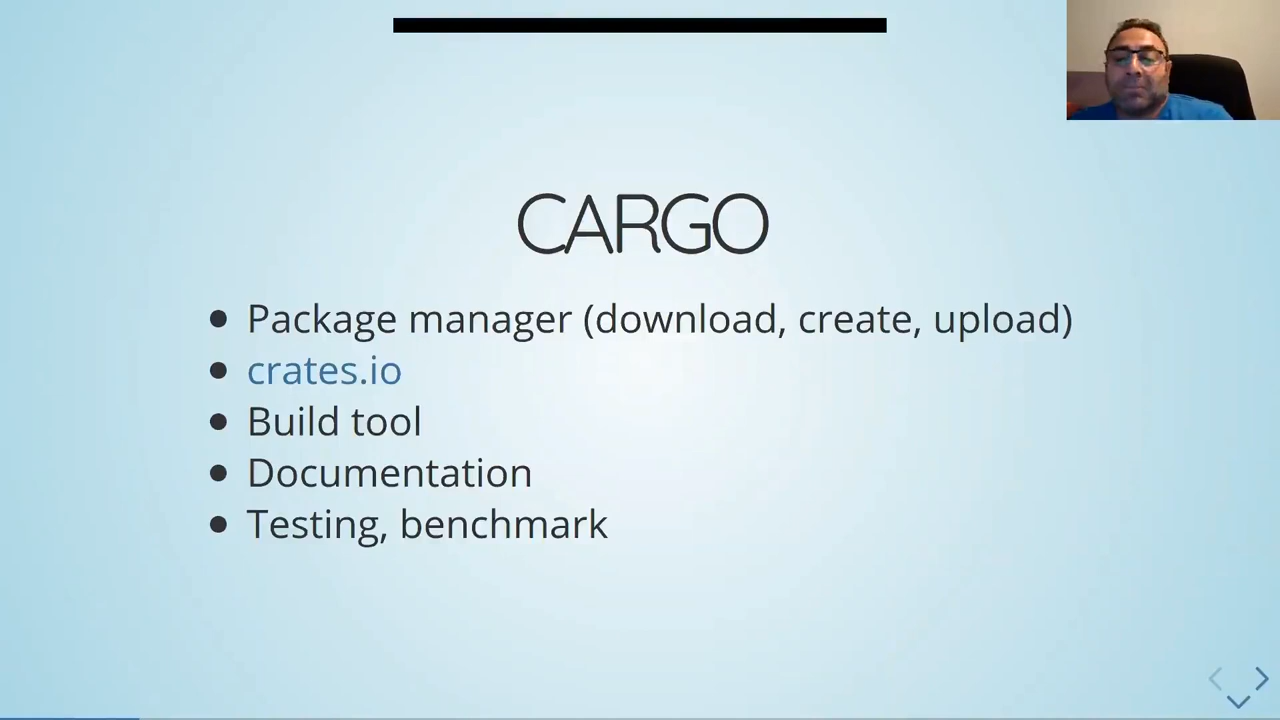 CARGO
Package manager (download, create, upload)
crates.io
Build tool
Documentation
Testing, benchmark